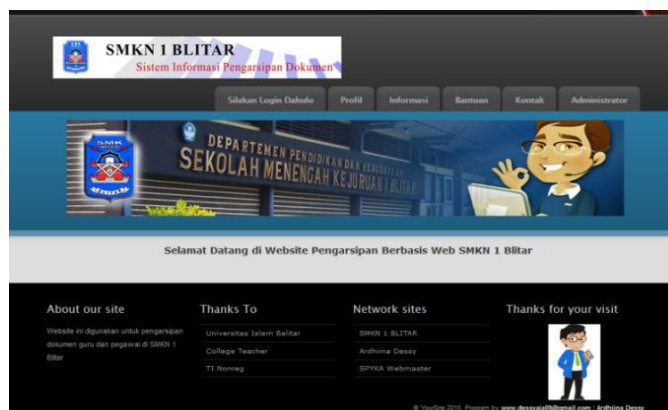 SMKN 1 BLITAR
Sistem Informasi Pengarsipan Dokumen
Silakan Login Dahulu
Profil
Informasi
Bantuan
Kontak
Administrator
SMK
DEPARTEMEN PENDIDIKAN DAN KEBUDAYAAN
SEKOLAH MENENGAH KEJURUAN 1 BLITAR
Selamat Datang di Website Pengarsipan Berbasis Web SMKN 1 Blitar
About our site
Website ini digunakan untuk pengarsipan
dokumen guru dan pegawai di SMKN 1
Blitar
Thanks To
Universitas Islam Balitar
College Teacher
TI Nonreg
Network sites
SMKN 1 BLITAR
Ardhiina Dessy
SPYKA Webmaster
Thanks for your visit
© YourSite 2015. Program by www.dessyaja09@gmail.com | Ardhiina Dessy